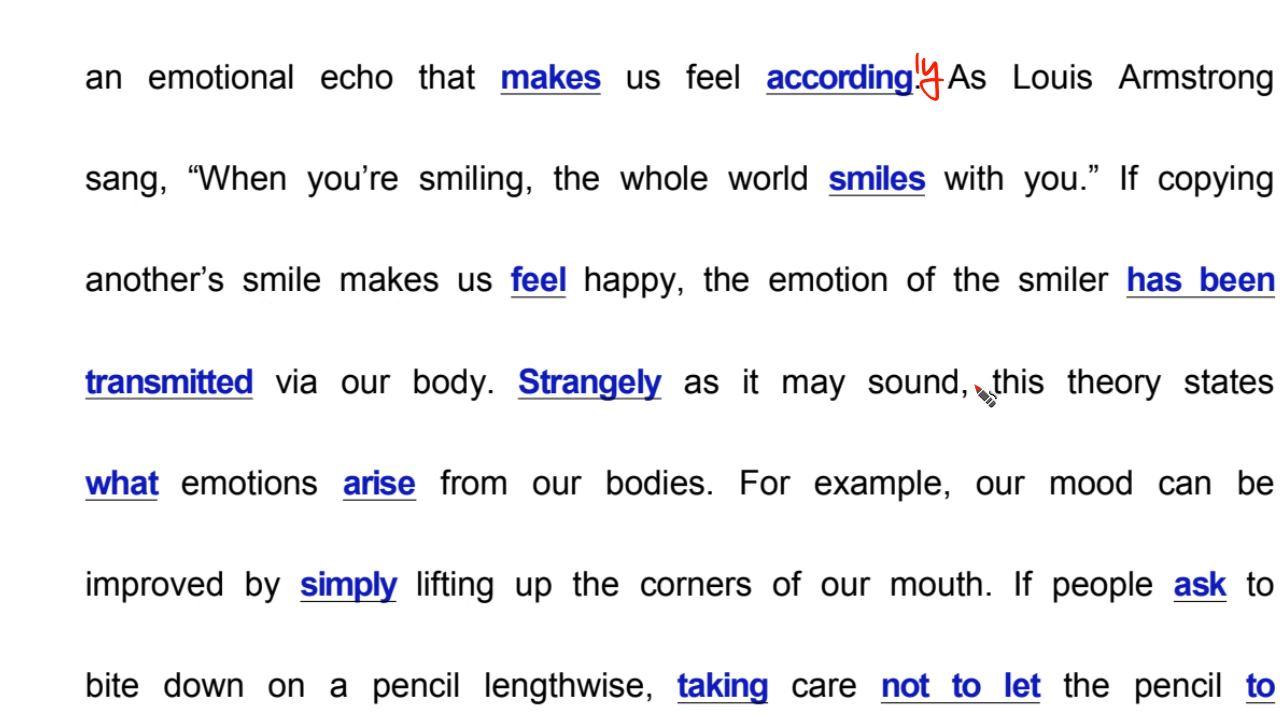 an emotional echo that makes us feel according.ly As Louis Armstrong
sang, “When you’re smiling, the whole world smiles with you.” If copying
another’s smile makes us feel happy, the emotion of the smiler has been
transmitted via our body. Strangely as it may sound, this theory states
what emotions arise from our bodies. For example, our mood can be
improved by simply lifting up the corners of our mouth. If people ask to
bite down on a pencil lengthwise, taking care not to let the pencil to